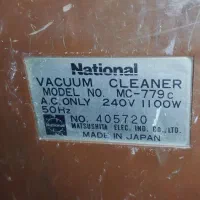 National
VACUUM CLEANER
MODEL NO. MC-779C
A.C. ONLY 240V 1100W
50Hz
NO. 405720
MATSUSHITA ELEC. IND. CO., LTD.
MADE IN JAPAN